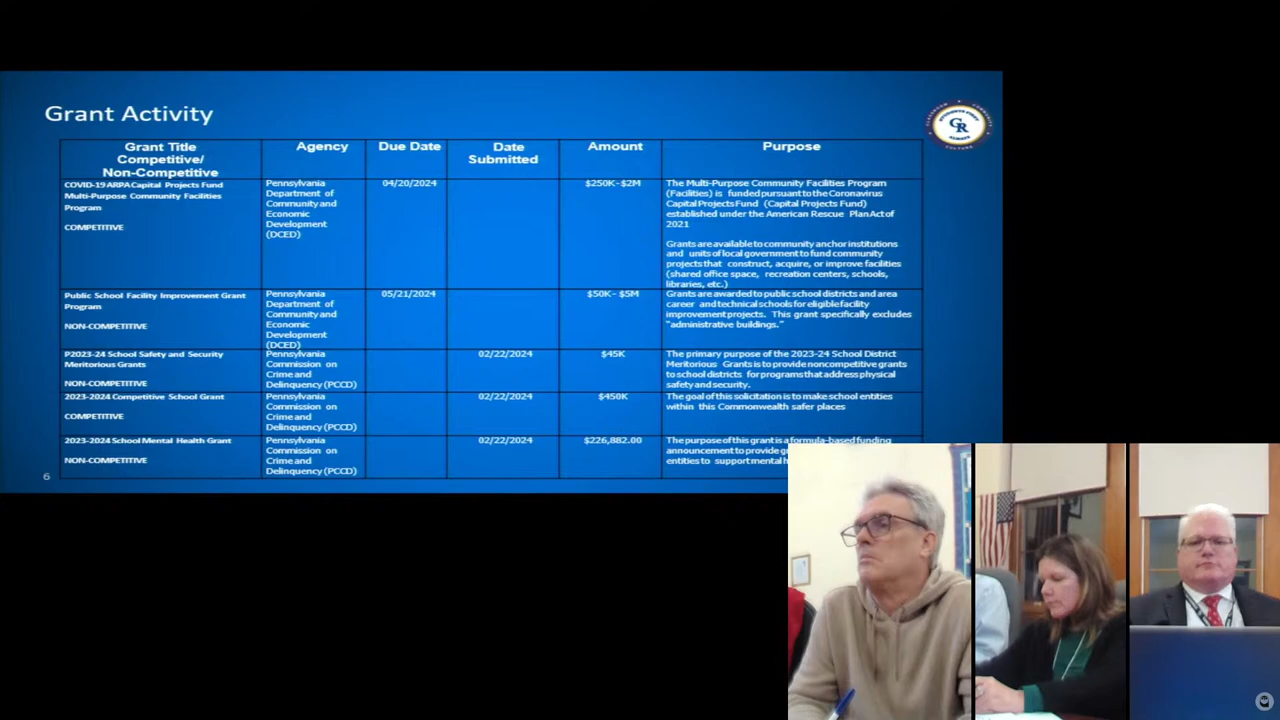 Grant Activity
Grant Title
Competitive/
Non-Competitive
Agency
Due Date
Date
Submitted
Amount
Purpose
COVID-19 ARPA Capital Projects Fund
Multi-Purpose Community Facilities
Program
COMPETITIVE
Pennsylvania
Department of
Community and
Economic
Development
(DCED)
04/20/2024
$250K-$2M
The Multi-Purpose Community Facilities Program
(Facilities) is funded pursuant to the Coronavirus
Capital Projects Fund (Capital Projects Fund)
established under the American Rescue Plan Act of
2021
Grants are available to community anchor institutions
and units of local government to fund community
projects that construct, acquire, or improve facilities
(shared office space, recreation centers, schools,
libraries, etc.)
Public School Facility Improvement Grant
Program
NON-COMPETITIVE
Pennsylvania
Department of
Community and
Economic
Development
(DCED)
05/21/2024
$50K- $5M
Grants are awarded to public school districts and area
career and technical schools for eligible facility
improvement projects. This grant specifically excludes
"administrative buildings."
P2023-24 School Safety and Security
Meritorious Grants
NON-COMPETITIVE
Pennsylvania
Commission on
Crime and
Delinquency (PCCD)
02/22/2024
$45K
The primary purpose of the 2023-24 School District
Meritorious Grants is to provide noncompetitive grants
to school districts for programs that address physical
safety and security.
2023-2024 Competitive School Grant
COMPETITIVE
Pennsylvania
Commission on
Crime and
Delinquency (PCCD)
02/22/2024
$450K
The goal of this solicitation is to make school entities
within this Commonwealth safer places
2023-2024 School Mental Health Grant
NON-COMPETITIVE
Pennsylvania
Commission on
Crime and
Delinquency (PCCD)
02/22/2024
$226,882.00
The purpose of this grant is a formula-based funding
announcement to provide
entities to support mental
6
STUDENTS FIRST
GR
ALWAYS
CLASSROOM
COMMUNITY
CULTURE